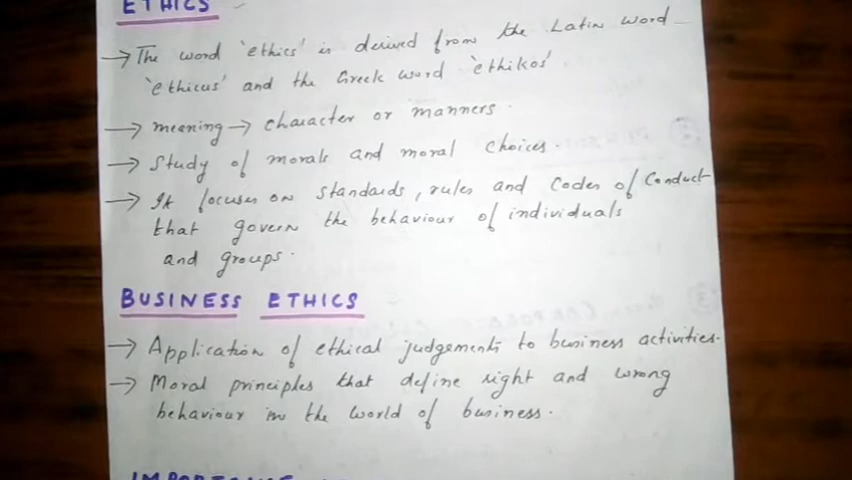 ETHICS
→ The word 'ethics' is derived from the Latin word
'ethicus' and the Greek word 'ethikos'
→ meaning → character or manners.
→ Study of morals and moral choices.
→ It focuses on standards, rules and Codes of Conduct
that govern the behaviour of individuals
and groups.
BUSINESS ETHICS
→ Application of ethical judgements to business activities.
→ Moral principles that define right and wrong
behaviour in the world of business.
IMPORTANCE